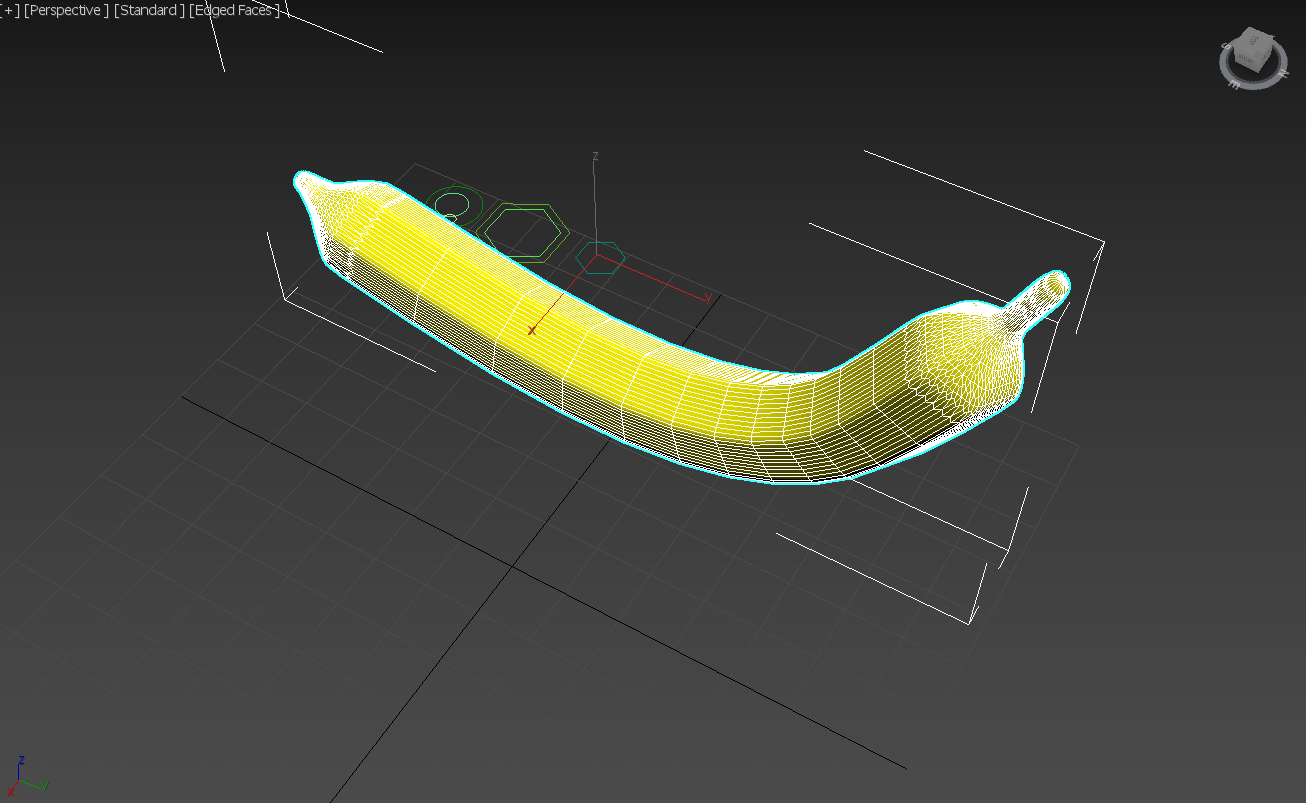 [+] [Perspective] [Standard] [Edged Faces]
z
y
x
z
y
x